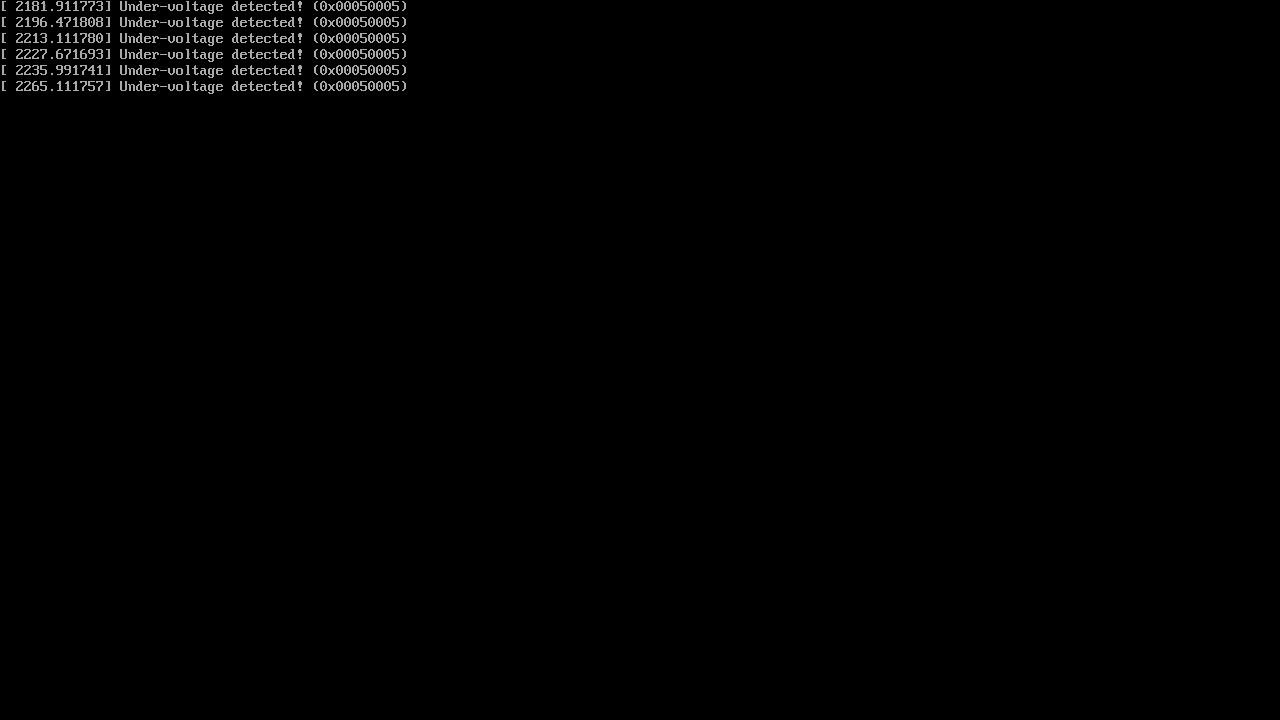 [ 2181.911773] Under-voltage detected! (0x00050005)
[ 2196.471808] Under-voltage detected! (0x00050005)
[ 2213.111780] Under-voltage detected! (0x00050005)
[ 2227.671693] Under-voltage detected! (0x00050005)
[ 2235.991741] Under-voltage detected! (0x00050005)
[ 2265.111757] Under-voltage detected! (0x00050005)